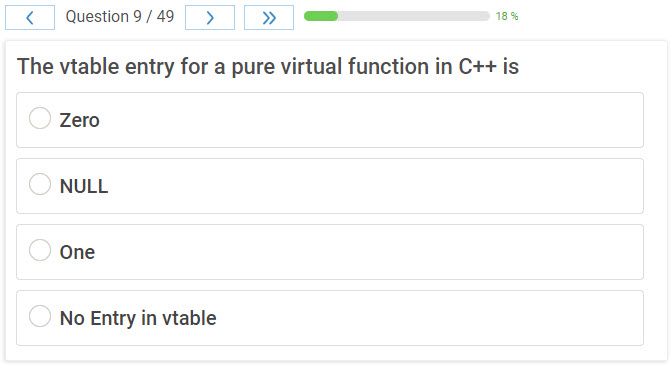 Question 9 / 49
18 %
The vtable entry for a pure virtual function in C++ is
Zero
NULL
One
No Entry in vtable